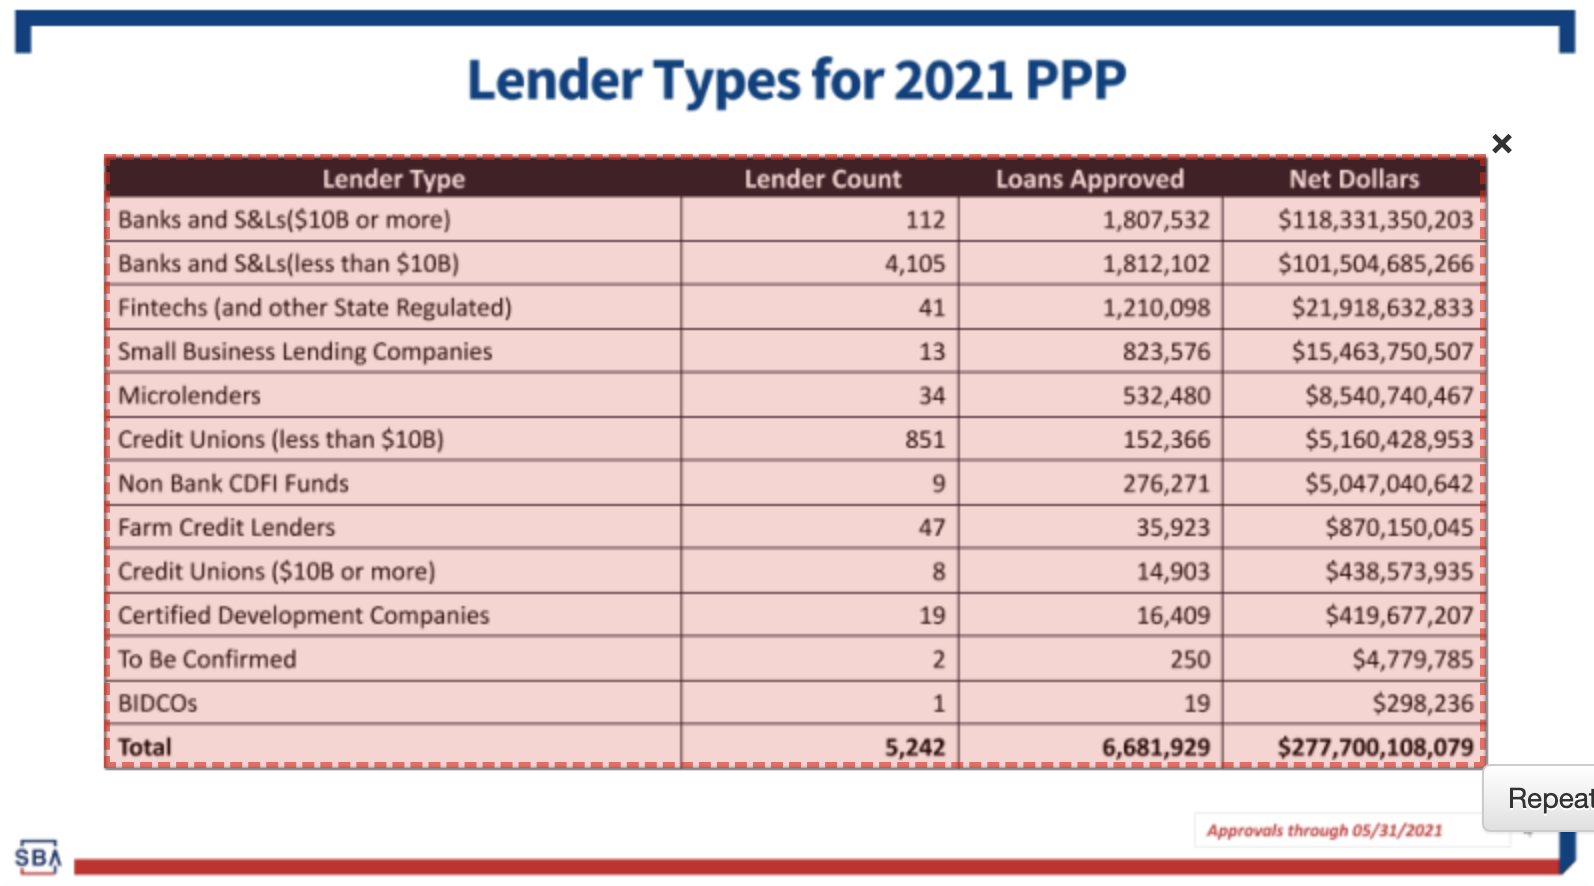 Lender Types for 2021 PPP
Lender Type Lender Count Loans Approved Net Dollars
Banks and S&Ls($10B or more) 112 1,807,532 $118,331,350,203
Banks and S&Ls(less than $10B) 4,105 1,812,102 $101,504,685,266
Fintechs (and other State Regulated) 41 1,210,098 $21,918,632,833
Small Business Lending Companies 13 823,576 $15,463,750,507
Microlenders 34 532,480 $8,540,740,467
Credit Unions (less than $10B) 851 152,366 $5,160,428,953
Non Bank CDFI Funds 9 276,271 $5,047,040,642
Farm Credit Lenders 47 35,923 $870,150,045
Credit Unions ($10B or more) 8 14,903 $438,573,935
Certified Development Companies 19 16,409 $419,677,207
To Be Confirmed 2 250 $4,779,785
BIDCOs 1 19 $298,236
Total 5,242 6,681,929 $277,700,108,079
Repeat
Approvals through 05/31/2021
SBA